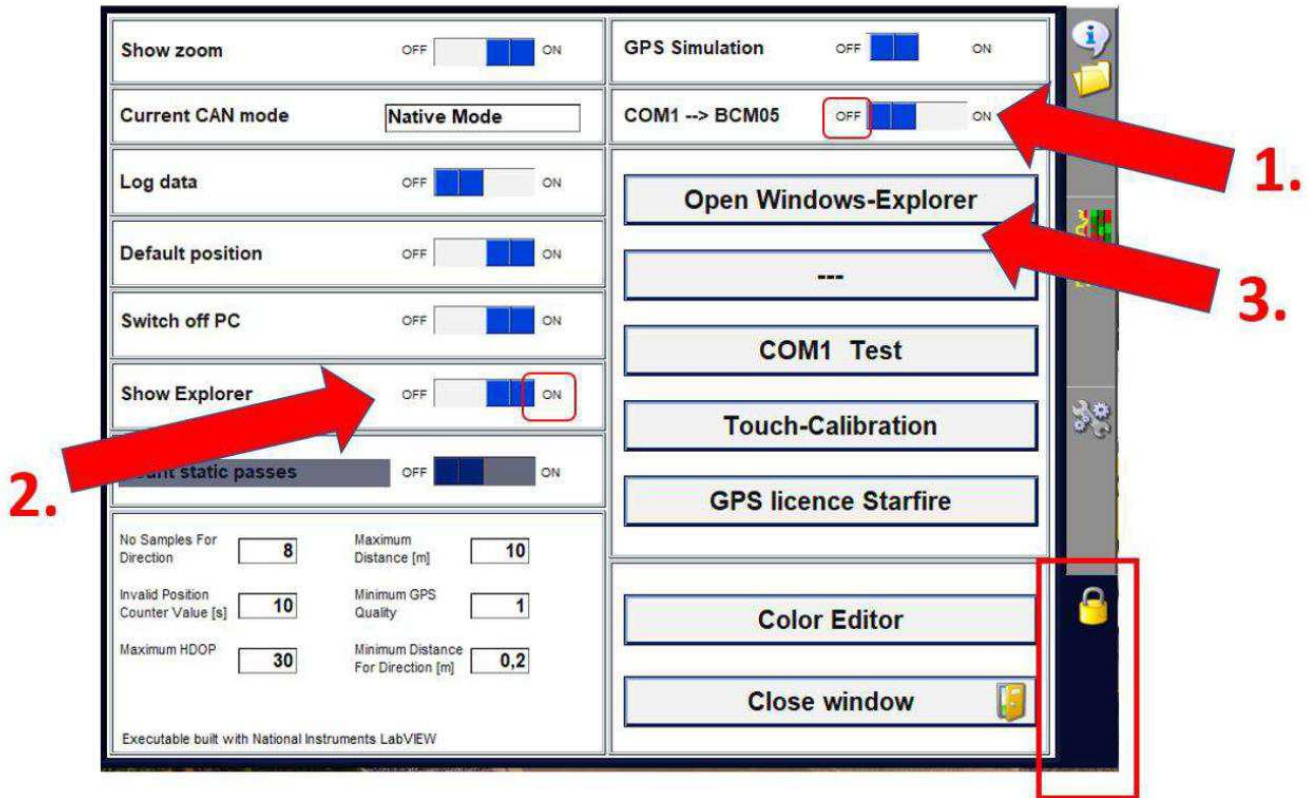 Show zoom
OFF ON
Current CAN mode
Native Mode
Log data
OFF ON
Default position
OFF ON
Switch off PC
OFF ON
Show Explorer
OFF ON
2.
static passes
OFF ON
No Samples For
Direction
8
Maximum
Distance [m]
10
Invalid Position
Counter Value [s]
10
Minimum GPS
Quality
1
Maximum HDOP
30
Minimum Distance
For Direction [m]
0,2
Executable built with National Instruments LabVIEW
GPS Simulation
OFF ON
COM1 --> BCM05
OFF ON
1.
Open Windows-Explorer
3.
---
COM1 Test
Touch-Calibration
GPS licence Starfire
Color Editor
Close window